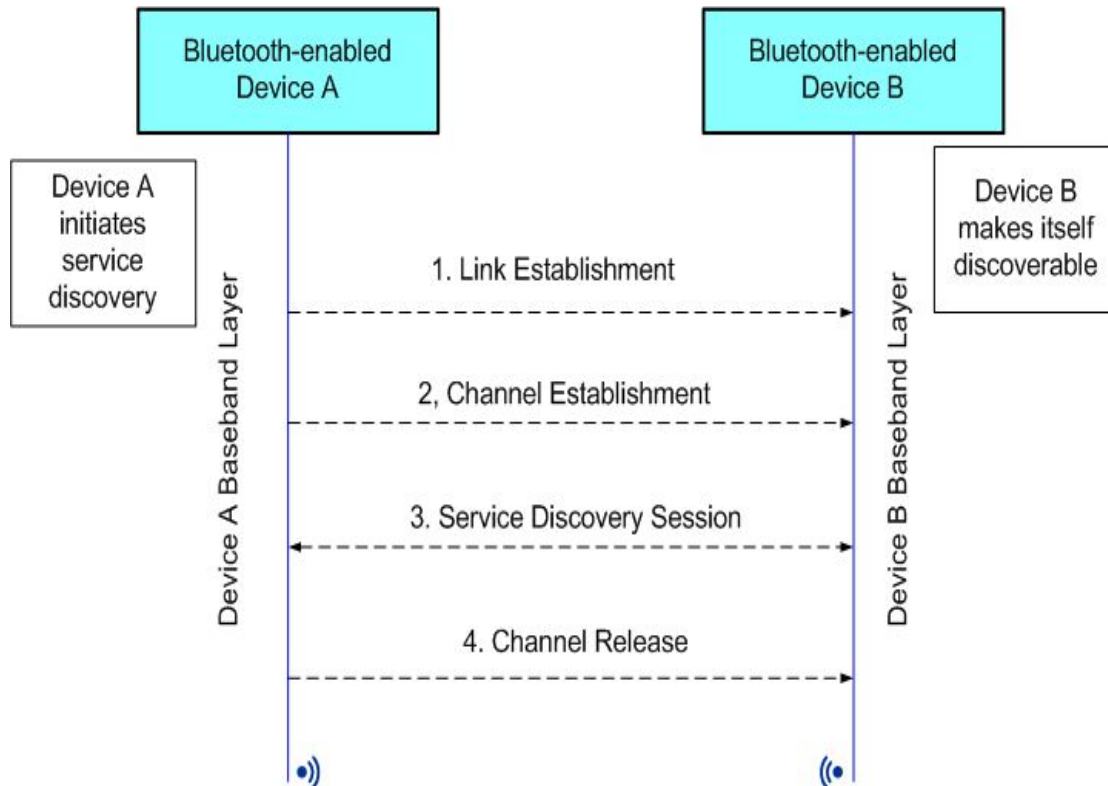 Bluetooth-enabled
Device A
Bluetooth-enabled
Device B
Device A
initiates
service
discovery
Device B
makes itself
discoverable
1. Link Establishment
2, Channel Establishment
3. Service Discovery Session
4. Channel Release
Device A Baseband Layer
Device B Baseband Layer